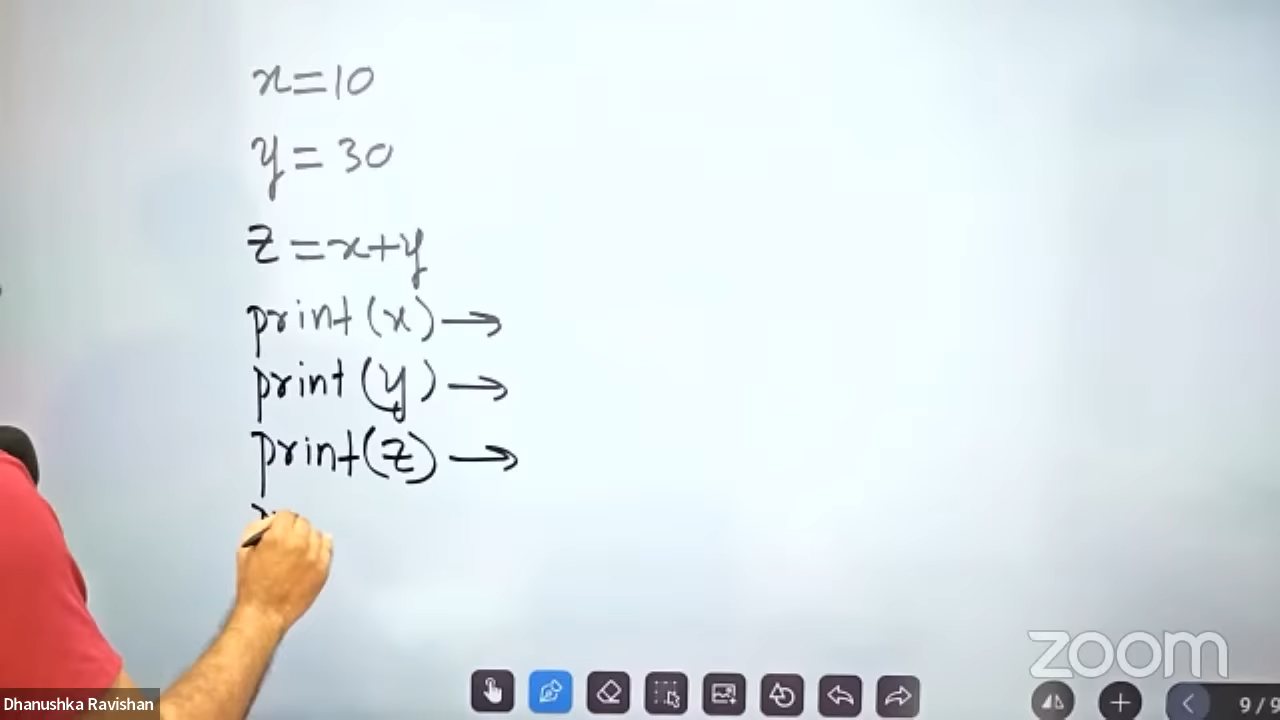 x=10
y=30
z=x+y
print(x)→
print(y)→
print(z)→
zoom
Dhanushka Ravishan
9/9